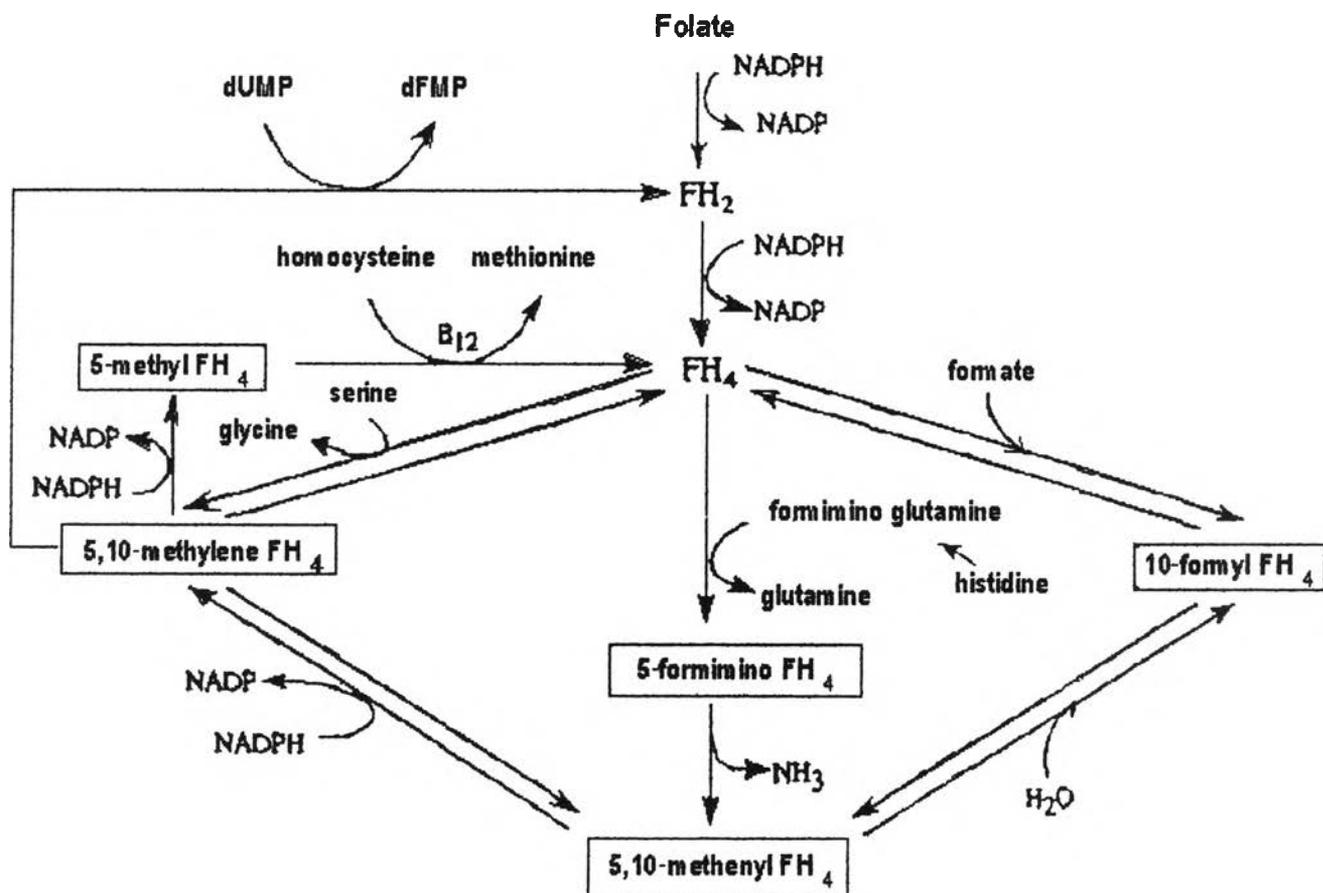 Folate
NADPH
NADP
dUMP
dFMP
FH2
NADPH
NADP
homocysteine
methionine
B12
5-methyl FH 4
FH4
serine
glycine
formate
NADP
NADPH
5,10-methylene FH 4
formimino glutamine
histidine
glutamine
10-formyl FH 4
5-formimino FH 4
NADP
NADPH
NH3
H2O
5,10-methenyl FH 4